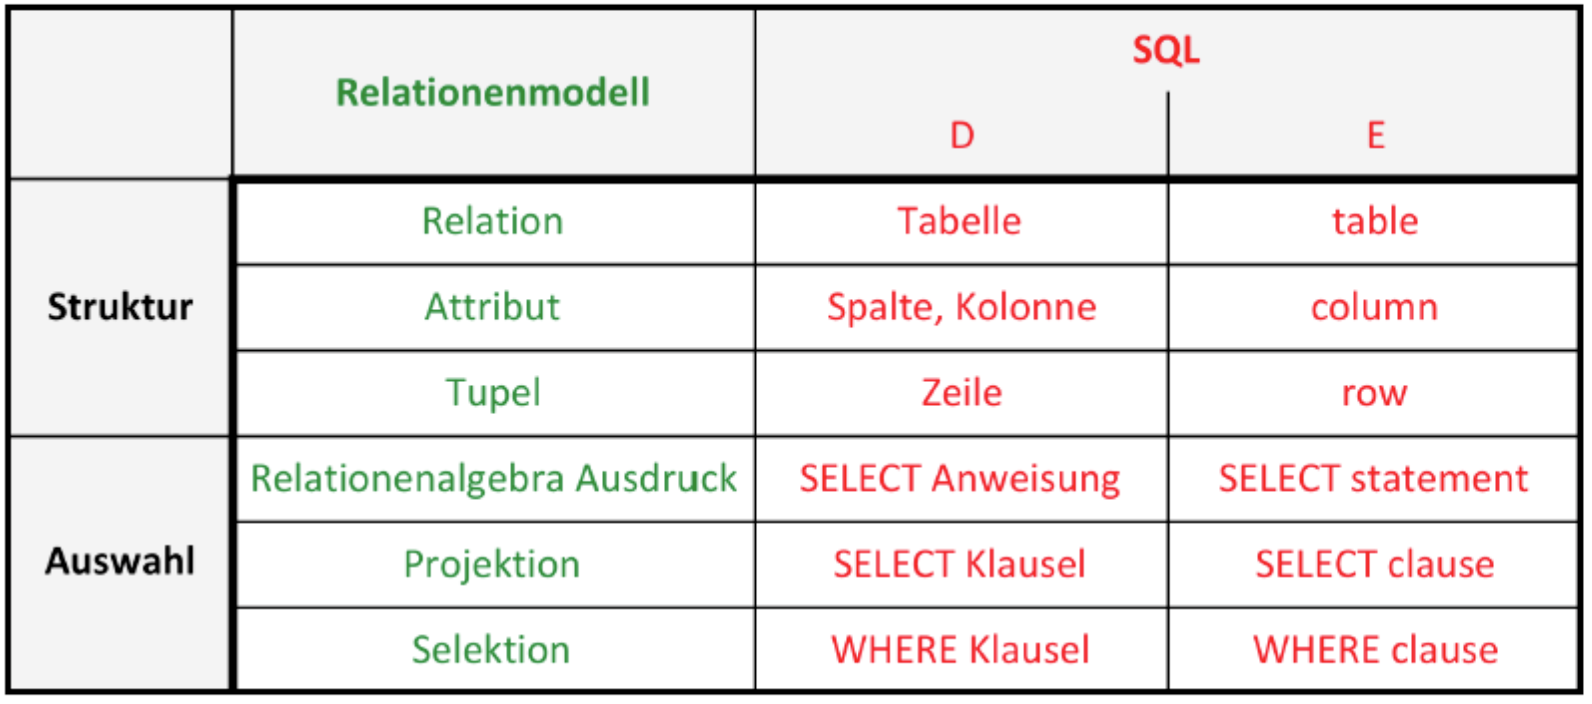 Relationenmodell
SQL
D
E
Struktur
Relation
Tabelle
table
Attribut
Spalte, Kolonne
column
Tupel
Zeile
row
Auswahl
Relationenalgebra Ausdruck
SELECT Anweisung
SELECT statement
Projektion
SELECT Klausel
SELECT clause
Selektion
WHERE Klausel
WHERE clause